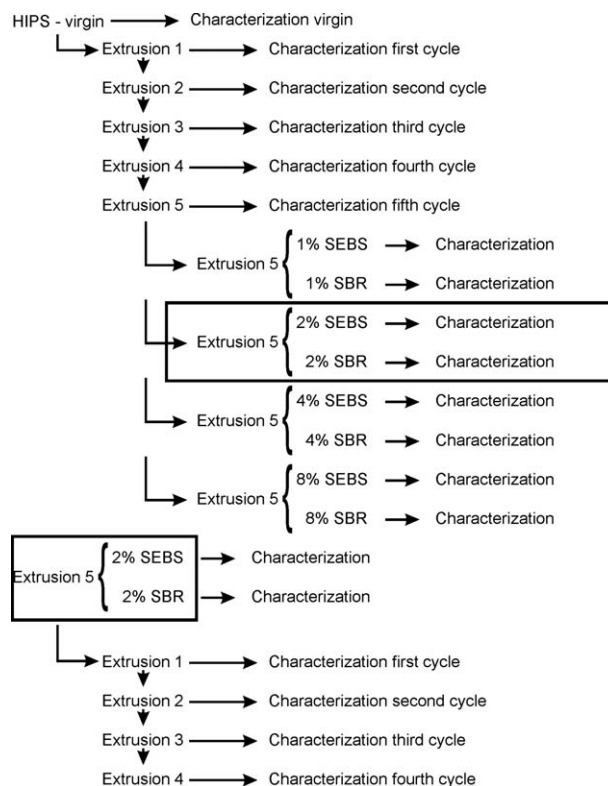 HIPS - virgin Characterization virgin
Extrusion 1 Characterization first cycle
Extrusion 2 Characterization second cycle
Extrusion 3 Characterization third cycle
Extrusion 4 Characterization fourth cycle
Extrusion 5 Characterization fifth cycle
1% SEBS Characterization
Extrusion 5
1% SBR Characterization
2% SEBS Characterization
Extrusion 5
2% SBR Characterization
4% SEBS Characterization
Extrusion 5
4% SBR Characterization
8% SEBS Characterization
Extrusion 5
8% SBR Characterization
2% SEBS Characterization
Extrusion 5
2% SBR Characterization
Extrusion 1 Characterization first cycle
Extrusion 2 Characterization second cycle
Extrusion 3 Characterization third cycle
Extrusion 4 Characterization fourth cycle